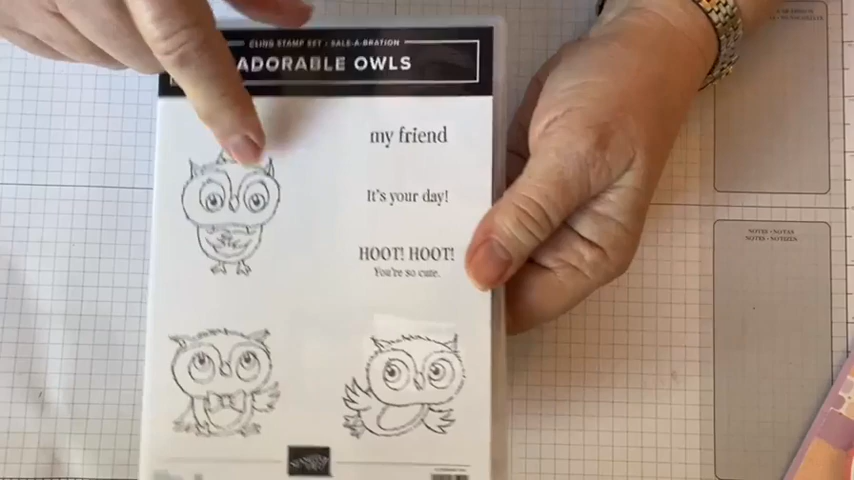 CLING STAMP SET • SALE-A-BRATION
ADORABLE OWLS
my friend
It's your day!
HOOT! HOOT!
You're so cute.
NOTES / NOTAS
NOTES / NOTIZEN